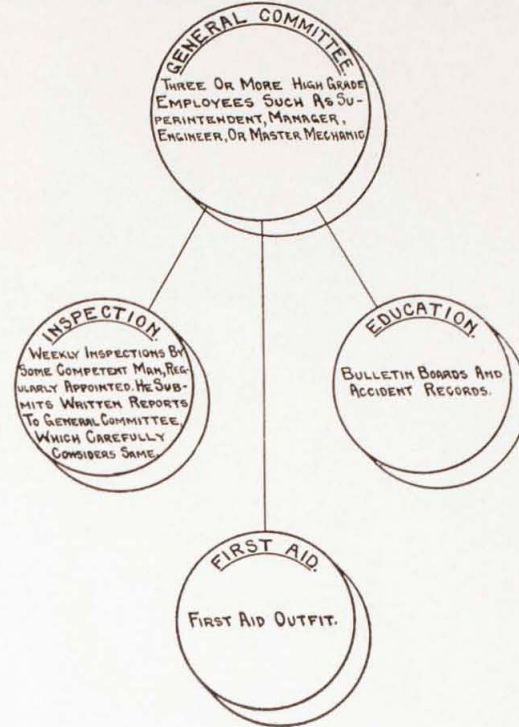 GENERAL COMMITTEE.
THREE OR MORE HIGH GRADE
EMPLOYEES SUCH AS SU-
PERINTENDENT, MANAGER,
ENGINEER, OR MASTER MECHANIC
INSPECTION.
WEEKLY INSPECTIONS BY
SOME COMPETENT MAN, REG-
ULARLY APPOINTED. HE SUB-
MITS WRITTEN REPORTS
TO GENERAL COMMITTEE,
WHICH CAREFULLY
CONSIDERS SAME.
EDUCATION.
BULLETIN BOARDS AND
ACCIDENT RECORDS.
FIRST AID.
FIRST AID OUTFIT.